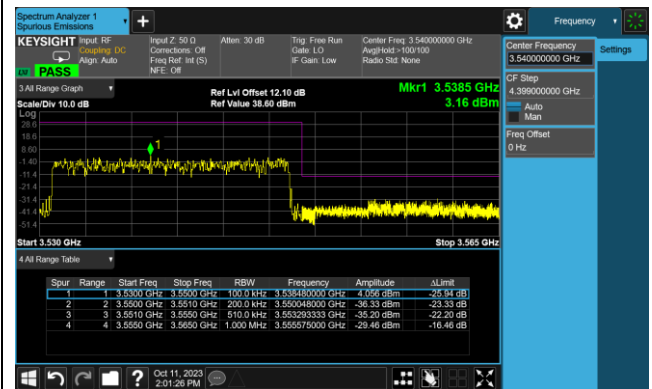 Spectrum Analyzer 1
Spurious Emissions
Frequency
KEYSIGHT
Input: RF
Coupling: DC
Align: Auto
Input Z: 50 Ω
Corrections: Off
Freq Ref: Int (S)
NFE: Off
Atten: 30 dB
Trig: Free Run
Gate: LO
IF Gain: Low
Center Freq: 3.540000000 GHz
Avg|Hold:>100/100
Radio Std: None
PASS
Center Frequency
3.540000000 GHz
Settings
CF Step
4.399000000 GHz
Auto
Man
Freq Offset
0 Hz
3 All Range Graph
Ref Lvl Offset 12.10 dB
Mkr1 3.5385 GHz
Scale/Div 10.0 dB
Ref Value 38.60 dBm
3.16 dBm
Log
28.6
18.6
8.60
-1.40
-11.4
-21.4
-31.4
-41.4
-51.4
1
Start 3.530 GHz
Stop 3.565 GHz
4 All Range Table
Spur Range Start Freq Stop Freq RBW Frequency Amplitude ΔLimit
1 1 3.5300 GHz 3.5500 GHz 100.0 kHz 3.538480000 GHz 4.056 dBm -25.94 dB
2 2 3.5500 GHz 3.5510 GHz 200.0 kHz 3.550048000 GHz -36.33 dBm -23.33 dB
3 3 3.5510 GHz 3.5550 GHz 510.0 kHz 3.553293333 GHz -35.20 dBm -22.20 dB
4 4 3.5550 GHz 3.5650 GHz 1.000 MHz 3.555575000 GHz -29.46 dBm -16.46 dB
Oct 11, 2023
2:01:26 PM